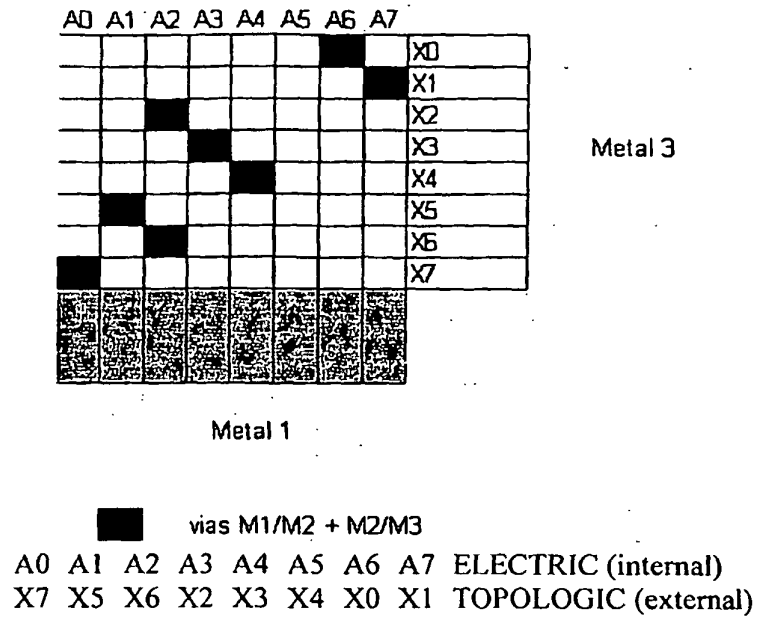 A0 A1 A2 A3 A4 A5 A6 A7
X0
X1
X2
X3
X4
X5
X6
X7
Metal 3
Metal 1
vias M1/M2 + M2/M3
A0 A1 A2 A3 A4 A5 A6 A7 ELECTRIC (internal)
X7 X5 X6 X2 X3 X4 X0 X1 TOPOLOGIC (external)